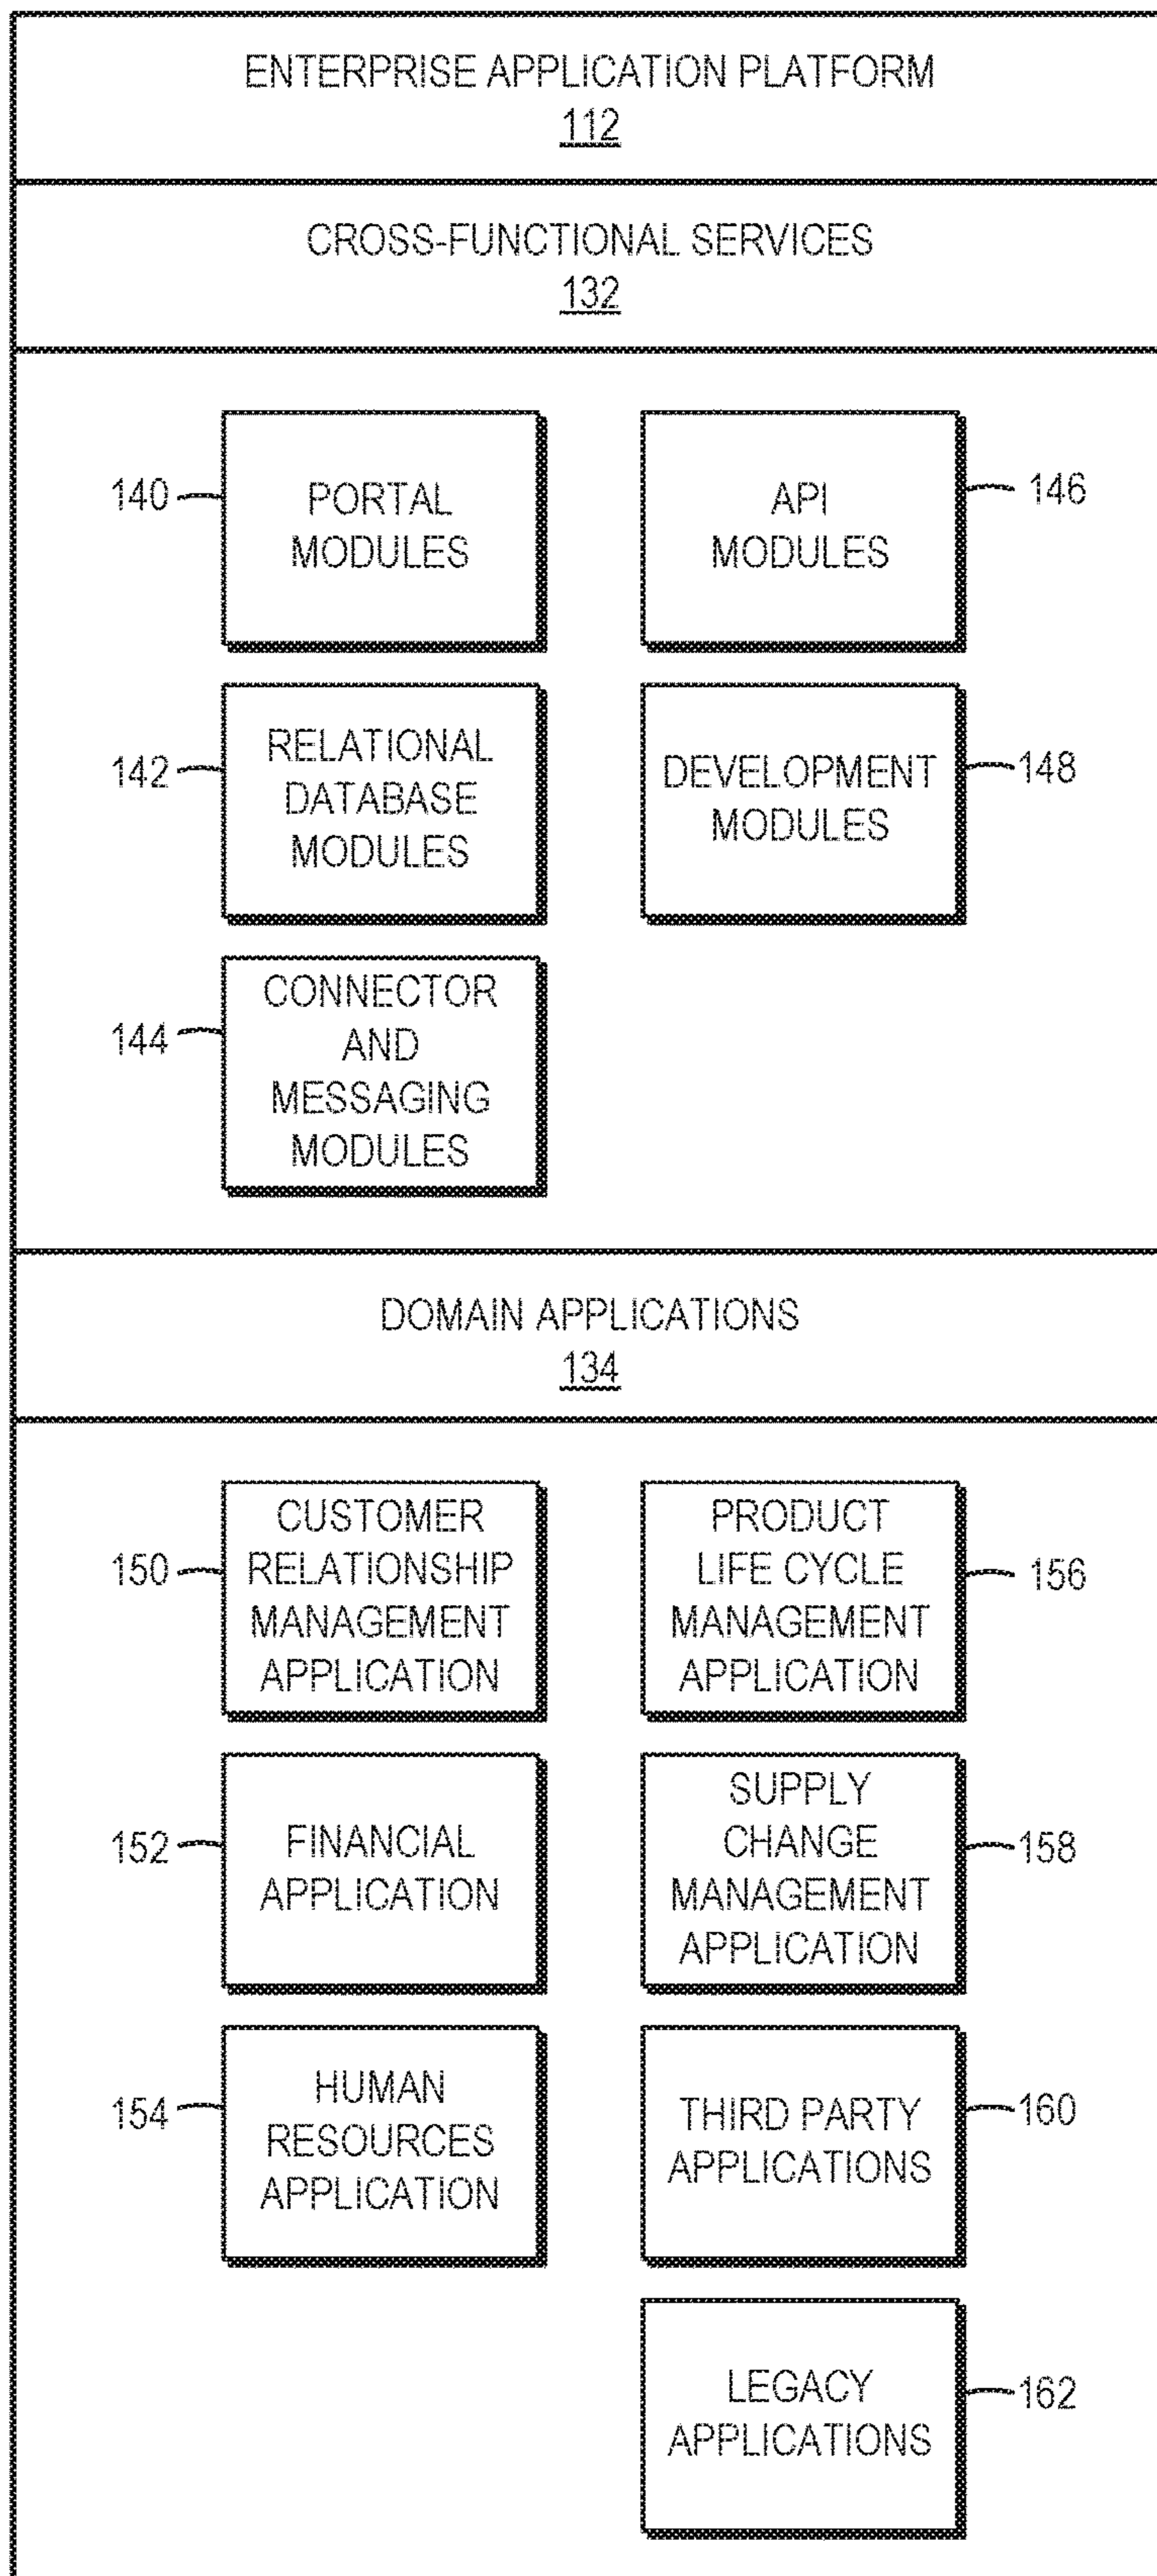 ENTERPRISE APPLICATION PLATFORM
112
CROSS-FUNCTIONAL SERVICES
132
140
PORTAL
MODULES
API
MODULES
146
142
RELATIONAL
DATABASE
MODULES
DEVELOPMENT
MODULES
148
144
CONNECTOR
AND
MESSAGING
MODULES
DOMAIN APPLICATIONS
134
150
CUSTOMER
RELATIONSHIP
MANAGEMENT
APPLICATION
PRODUCT
LIFE CYCLE
MANAGEMENT
APPLICATION
156
152
FINANCIAL
APPLICATION
SUPPLY
CHANGE
MANAGEMENT
APPLICATION
158
154
HUMAN
RESOURCES
APPLICATION
THIRD PARTY
APPLICATIONS
160
LEGACY
APPLICATIONS
162